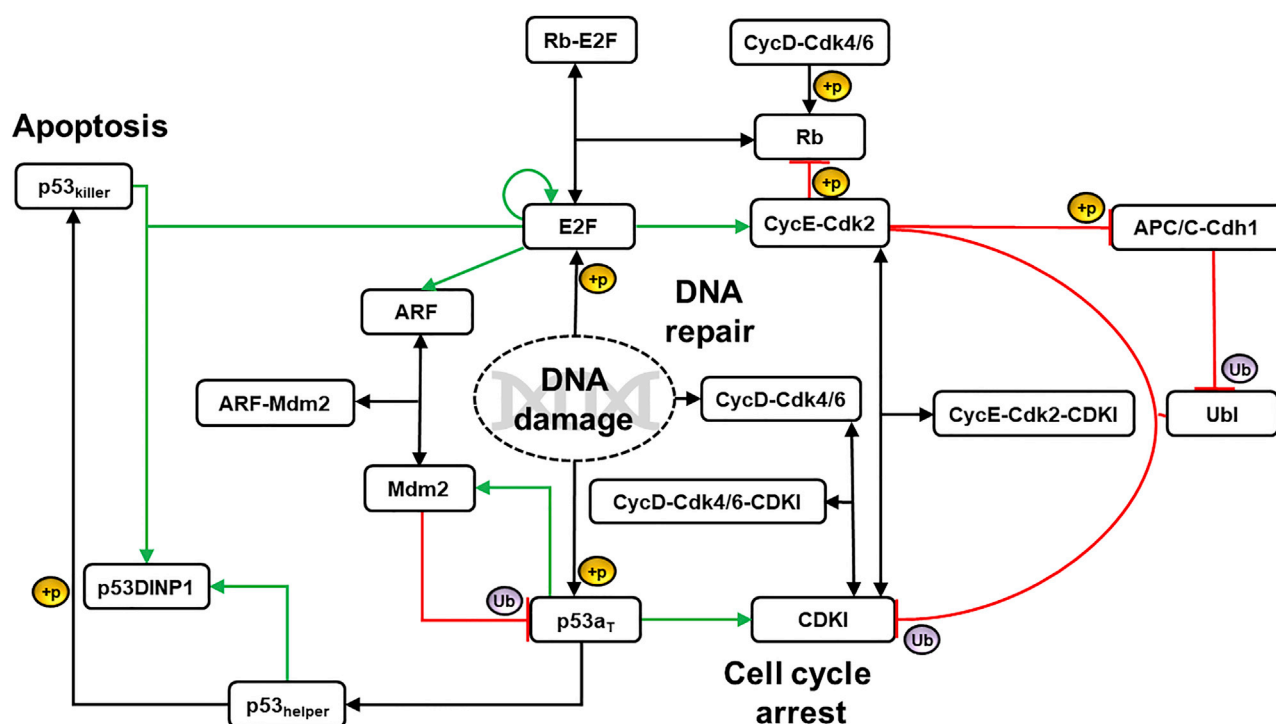 Rb-E2F
CycD-Cdk4/6
+p
Apoptosis
Rb
p53killer
+p
+p
E2F
CycE-Cdk2
APC/C-Cdh1
+p
DNA
repair
ARF
DNA
damage
Ub
ARF-Mdm2
CycD-Cdk4/6
CycE-Cdk2-CDKI
UbI
Mdm2
CycD-Cdk4/6-CDKI
+p
p53DINP1
+p
Ub
p53aT
CDKI
Ub
Cell cycle
arrest
p53helper